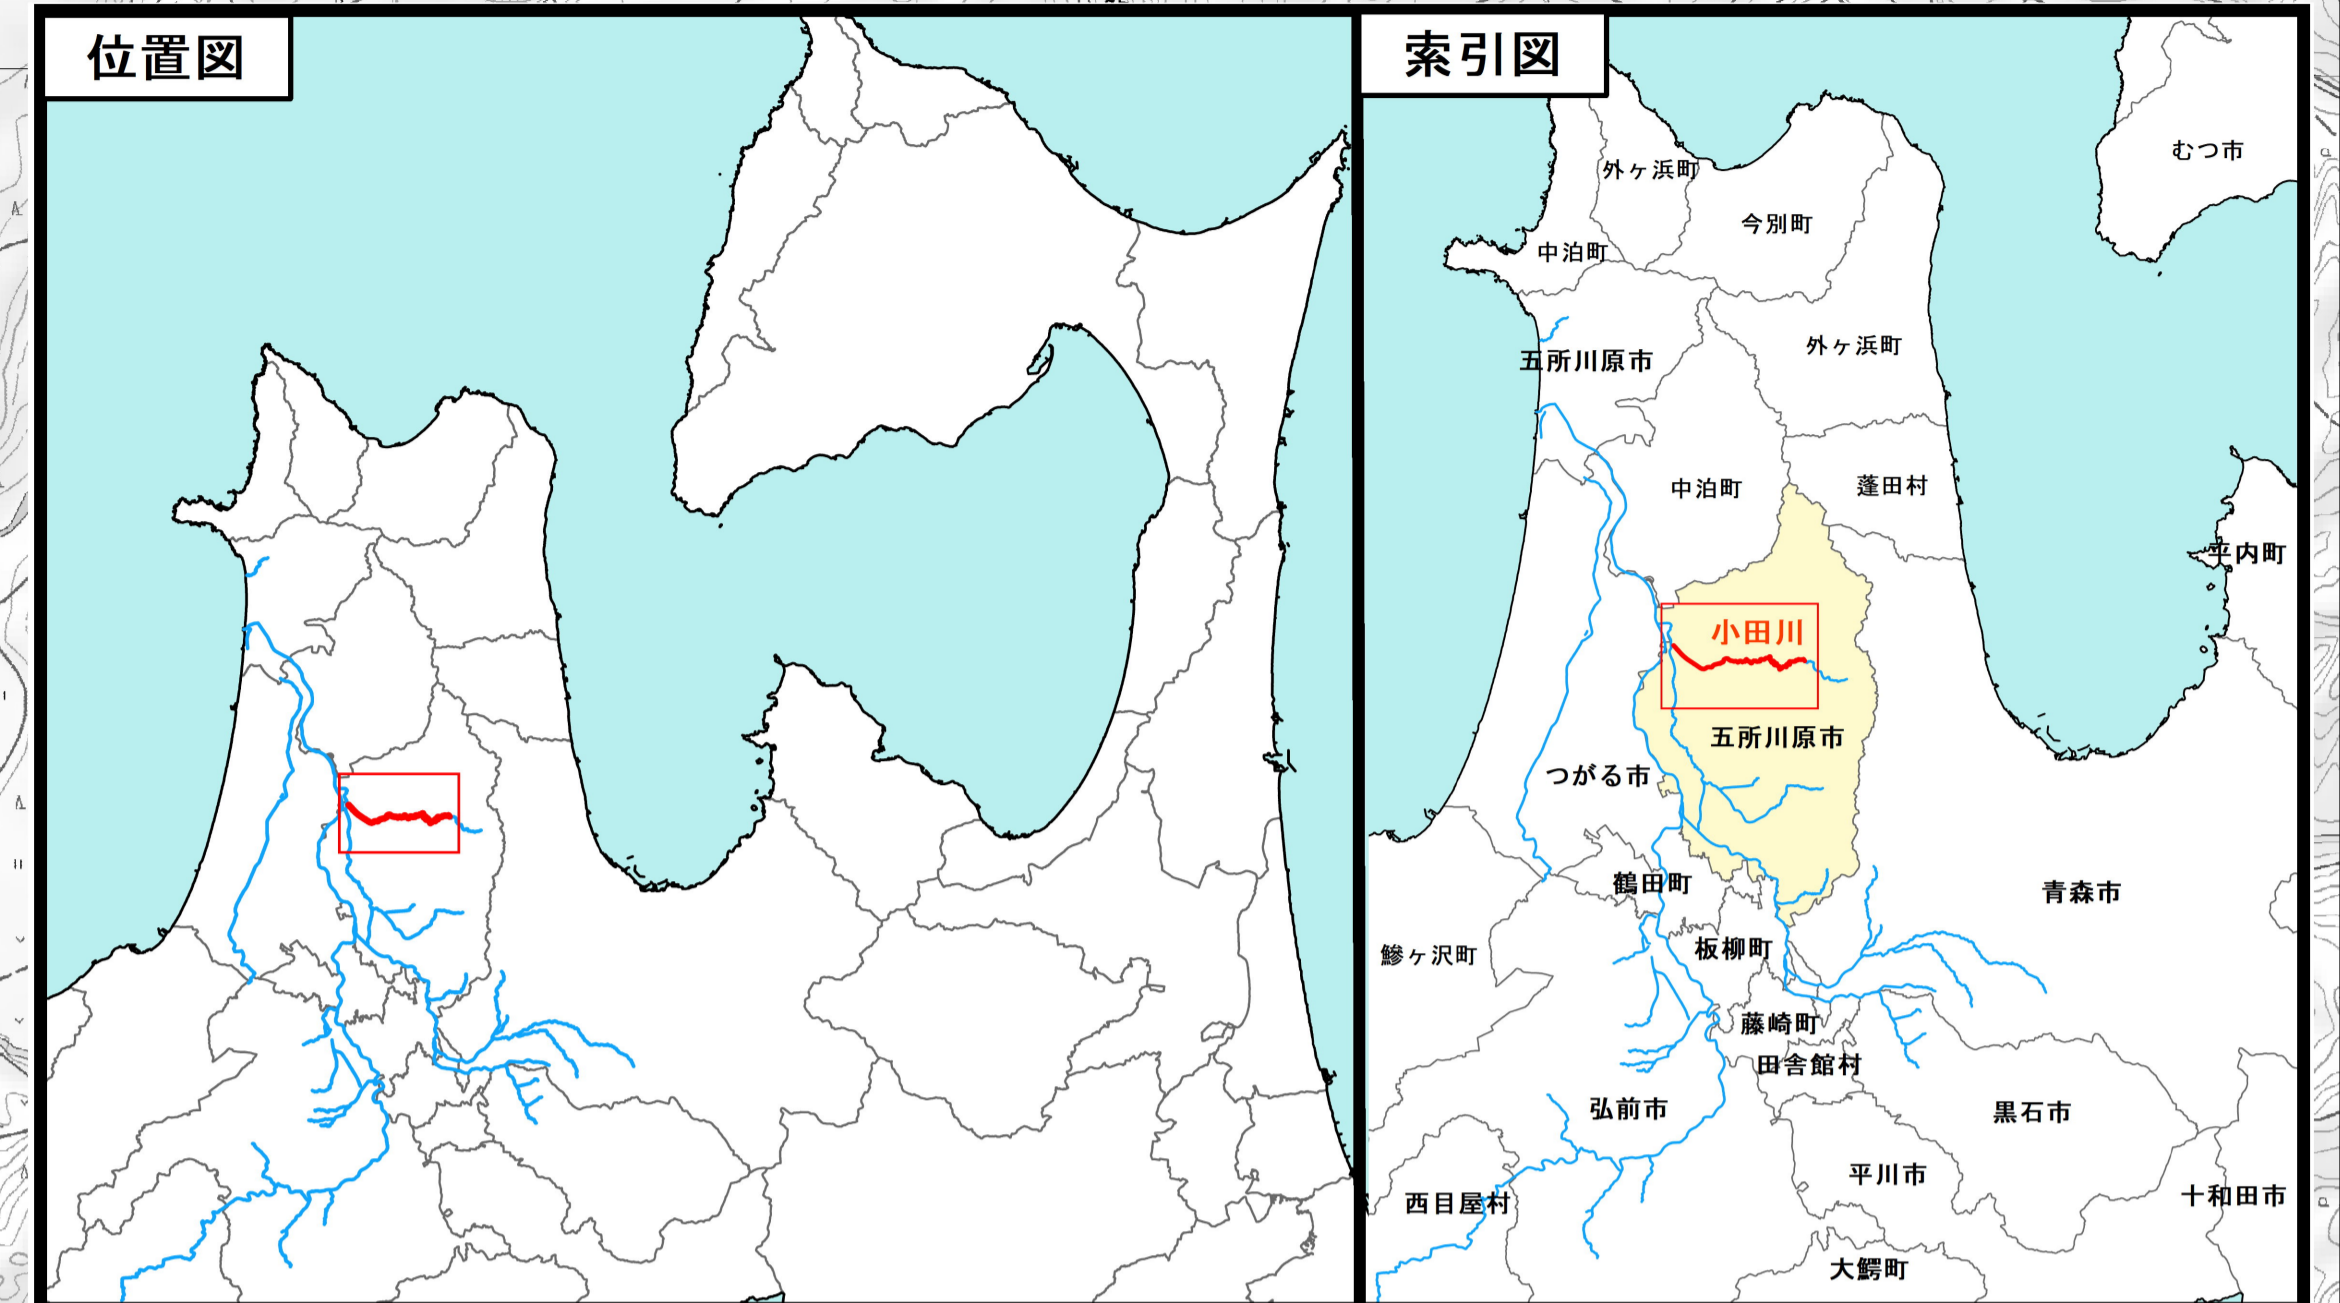 位置図
索引図
むつ市
外ヶ浜町
今別町
中泊町
五所川原市
外ヶ浜町
中泊町
蓬田村
平内町
小田川
五所川原市
つがる市
鶴田町
青森市
板柳町
鰺ヶ沢町
藤崎町
田舎館村
弘前市
黒石市
平川市
西目屋村
十和田市
大鰐町